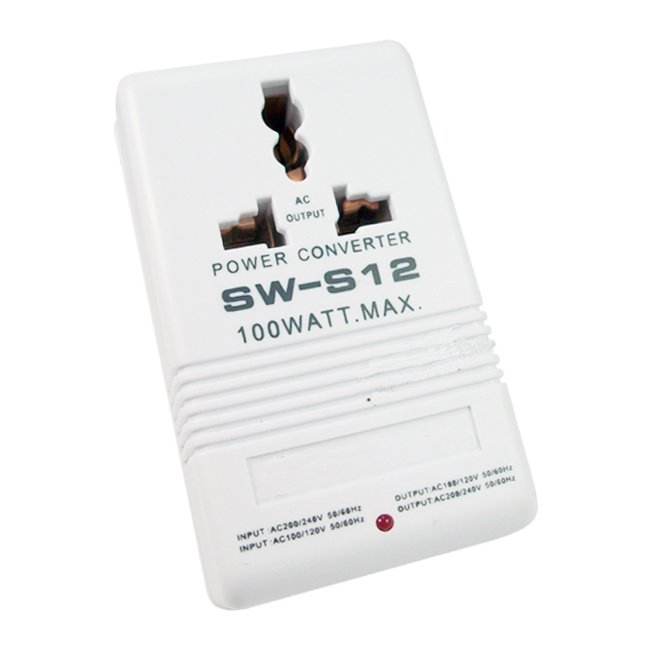 AC
OUTPUT
POWER CONVERTER
SW-S12
100WATT.MAX.
INPUT:AC200/240V 50/60Hz OUTPUT:AC100/120V 50/60Hz
INPUT:AC100/120V 50/60Hz OUTPUT:AC200/240V 50/60Hz